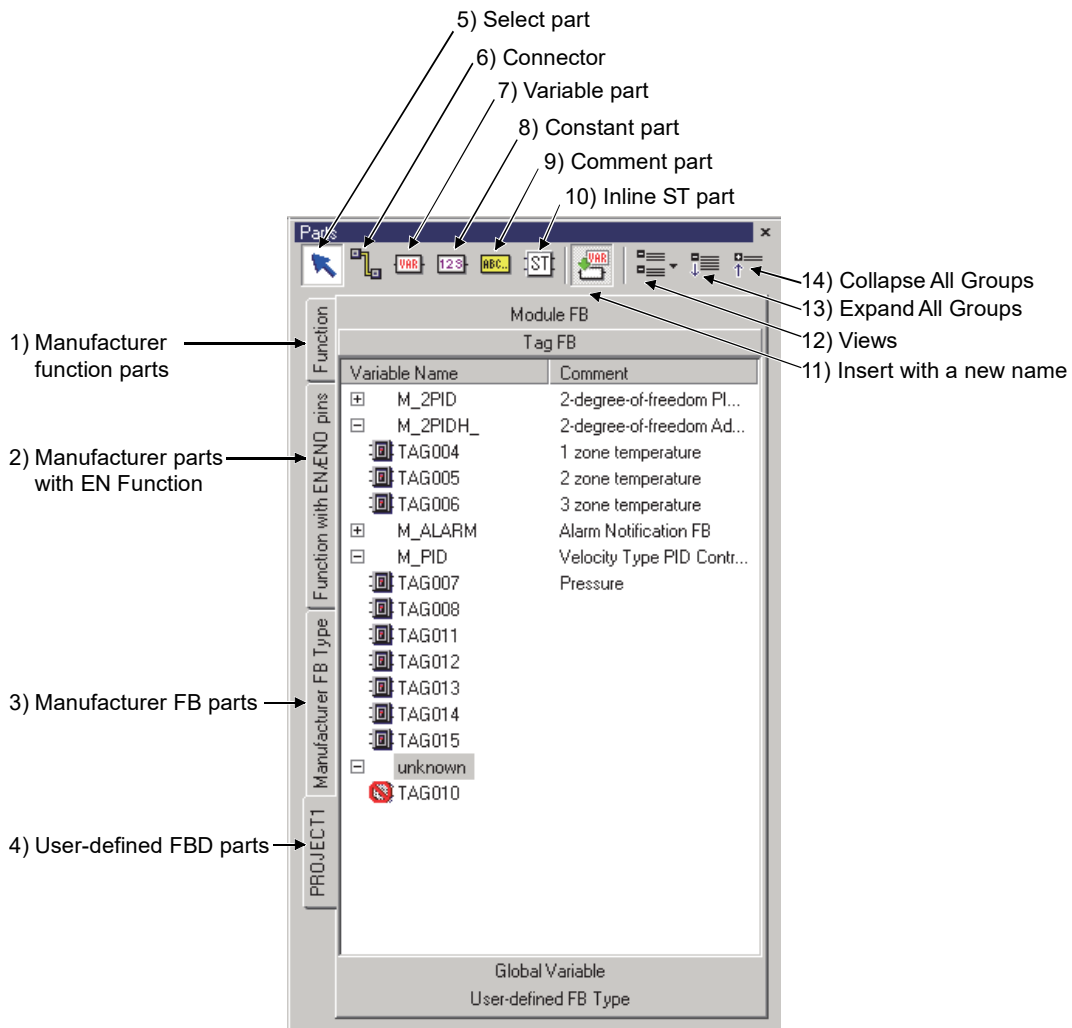 5) Select part
6) Connector
7) Variable part
8) Constant part
9) Comment part
10) Inline ST part
Parts
VAR
123
ABC..
ST
VAR
14) Collapse All Groups
13) Expand All Groups
12) Views
11) Insert with a new name
1) Manufacturer
function parts
2) Manufacturer parts
with EN Function
3) Manufacturer FB parts
4) User-defined FBD parts
Function
Function with EN/ENO pins
Manufacturer FB Type
PROJECT1
Module FB
Tag FB
Variable Name Comment
M_2PID 2-degree-of-freedom PI...
M_2PIDH_ 2-degree-of-freedom Ad...
TAG004 1 zone temperature
TAG005 2 zone temperature
TAG006 3 zone temperature
M_ALARM Alarm Notification FB
M_PID Velocity Type PID Contr...
TAG007 Pressure
TAG008
TAG011
TAG012
TAG013
TAG014
TAG015
unknown
TAG010
Global Variable
User-defined FB Type